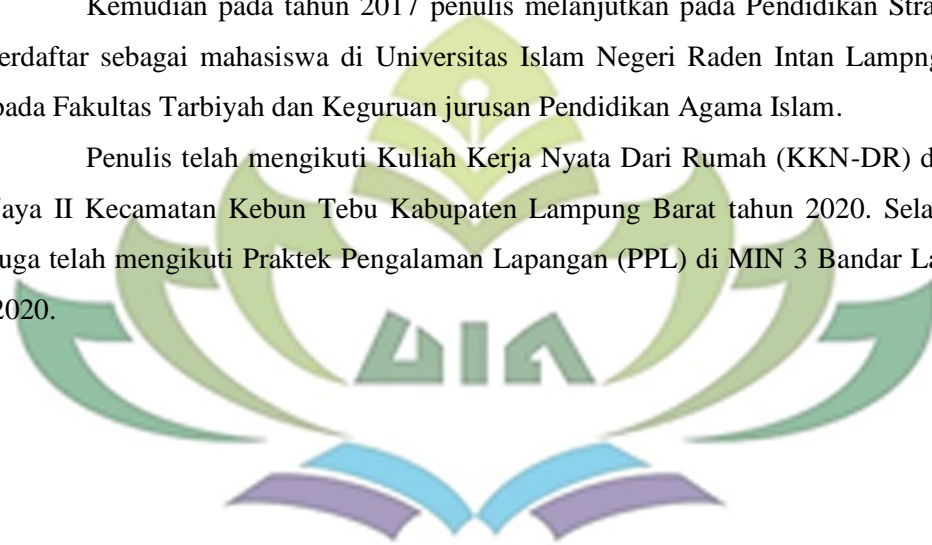 Kemudian pada tahun 2017 penulis melanjutkan pada Pendidikan Stra
erdaftar sebagai mahasiswa di Universitas Islam Negeri Raden Intan Lampng
pada Fakultas Tarbiyah dan Keguruan jurusan Pendidikan Agama Islam.
Penulis telah mengikuti Kuliah Kerja Nyata Dari Rumah (KKN-DR) d
Jaya II Kecamatan Kebun Tebu Kabupaten Lampung Barat tahun 2020. Sela
uga telah mengikuti Praktek Pengalaman Lapangan (PPL) di MIN 3 Bandar La
2020.
UIN